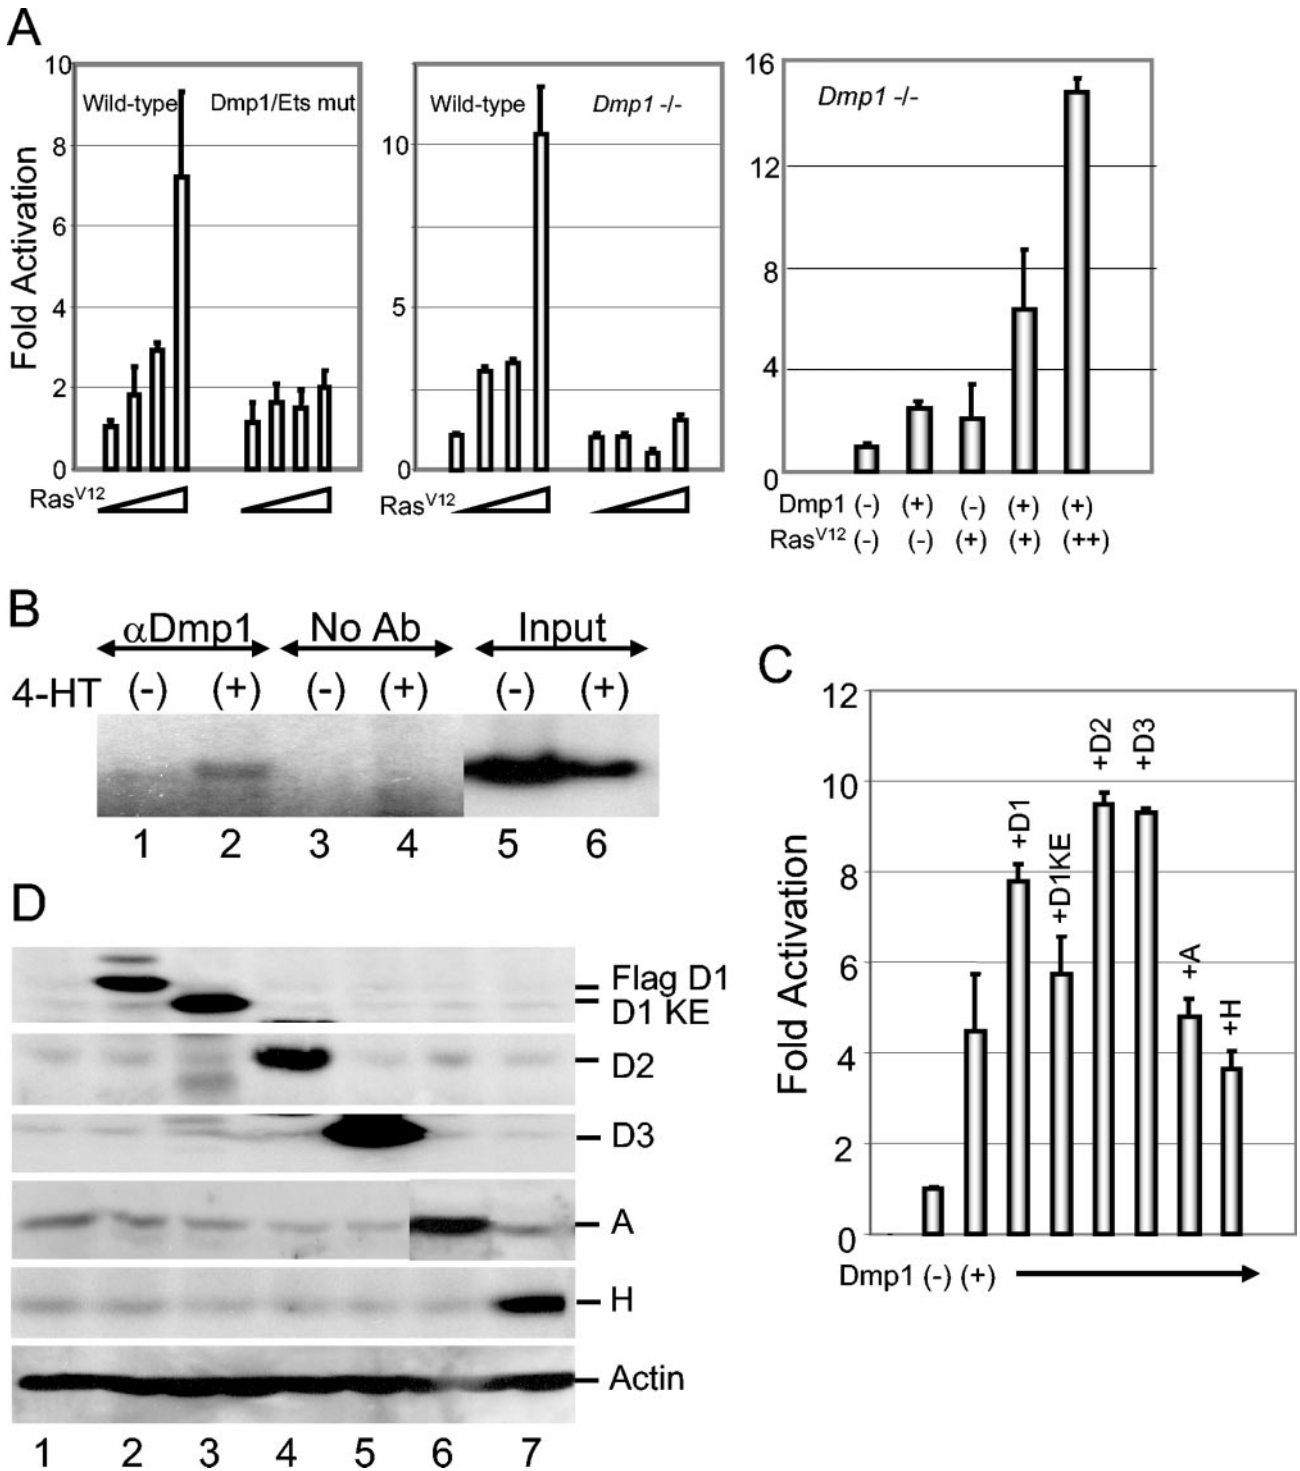 A
Fold Activation
10
8
6
4
2
0
Wild-type
Dmp1/Ets mut
Ras^V12
10
5
0
Wild-type
Dmp1 -/-
Ras^V12
16
12
8
4
0
Dmp1 -/-
Dmp1 (-) (+) (-) (+) (+)
Ras^V12 (-) (-) (+) (+) (++)
B
αDmp1 No Ab Input
4-HT (-) (+) (-) (+) (-) (+)
1 2 3 4 5 6
C
Fold Activation
12
10
8
6
4
2
0
+D1
+D1KE
+D2
+D3
+A
+H
Dmp1 (-) (+)
D
Flag D1
D1 KE
D2
D3
A
H
Actin
1 2 3 4 5 6 7